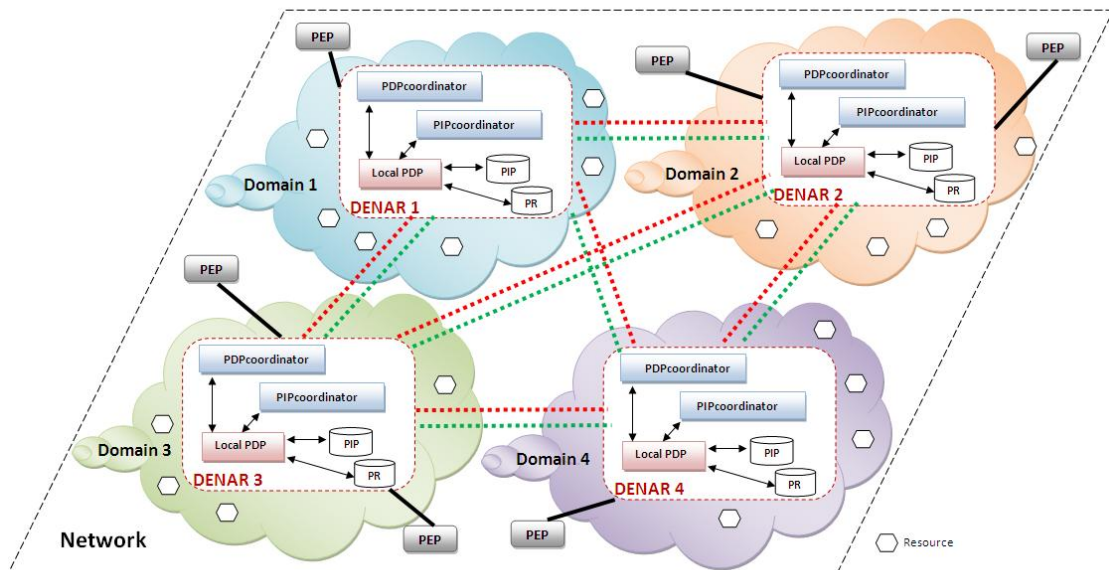 PEP
PDPcoordinator
PIPcoordinator
Local PDP
PIP
PR
Domain 1
DENAR 1
PEP
PEP
PDPcoordinator
PIPcoordinator
Local PDP
PIP
PR
Domain 2
DENAR 2
PEP
PDPcoordinator
PIPcoordinator
Local PDP
PIP
PR
Domain 3
DENAR 3
PEP
PDPcoordinator
PIPcoordinator
Local PDP
PIP
PR
Domain 4
DENAR 4
PEP
Network
Resource